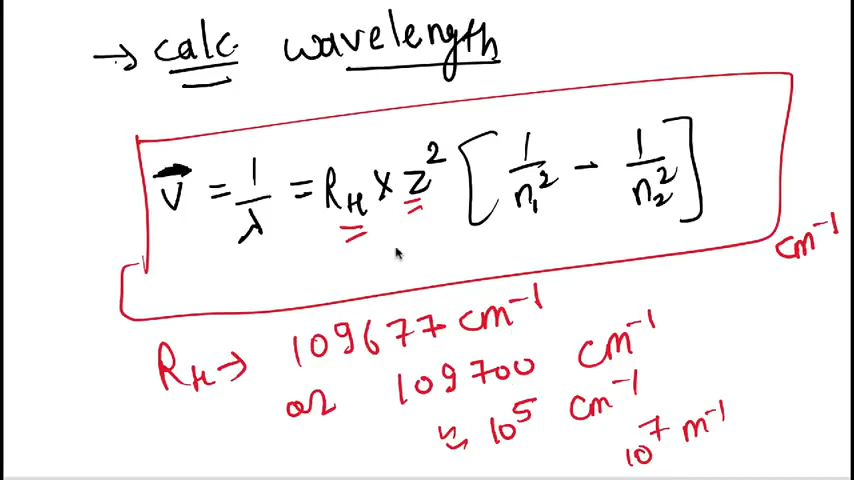 → calc wavelength
v̄ = 1/λ = R_H × Z² [ 1/n₁² - 1/n₂² ]
cm⁻¹
R_H → 109677 cm⁻¹
or 109700 cm⁻¹
≈ 10⁵ cm⁻¹
10⁷ m⁻¹